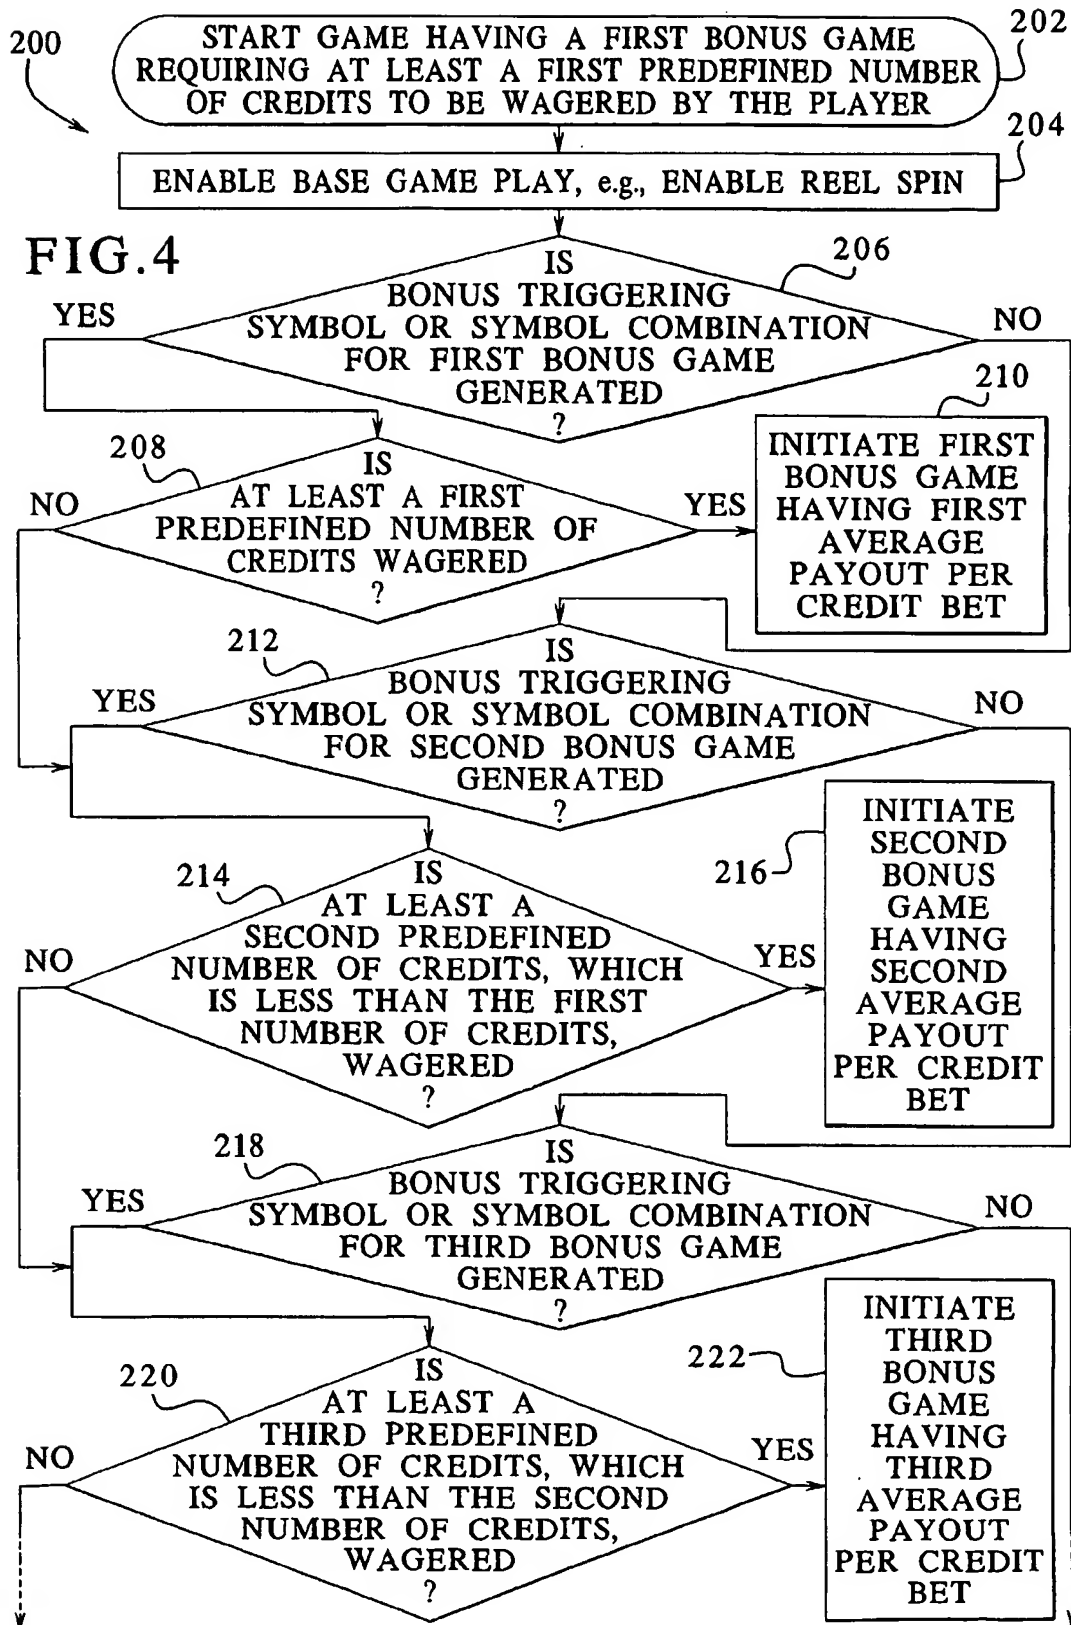 200
START GAME HAVING A FIRST BONUS GAME
REQUIRING AT LEAST A FIRST PREDEFINED NUMBER
OF CREDITS TO BE WAGERED BY THE PLAYER
202
204
ENABLE BASE GAME PLAY, e.g., ENABLE REEL SPIN
FIG.4
206
IS
BONUS TRIGGERING
SYMBOL OR SYMBOL COMBINATION
FOR FIRST BONUS GAME
GENERATED
?
YES
NO
208
IS
AT LEAST A FIRST
PREDEFINED NUMBER OF
CREDITS WAGERED
?
NO
YES
210
INITIATE FIRST
BONUS GAME
HAVING FIRST
AVERAGE
PAYOUT PER
CREDIT BET
212
IS
BONUS TRIGGERING
SYMBOL OR SYMBOL COMBINATION
FOR SECOND BONUS GAME
GENERATED
?
YES
NO
214
IS
AT LEAST A
SECOND PREDEFINED
NUMBER OF CREDITS, WHICH
IS LESS THAN THE FIRST
NUMBER OF CREDITS,
WAGERED
?
NO
YES
216
INITIATE
SECOND
BONUS
GAME
HAVING
SECOND
AVERAGE
PAYOUT
PER CREDIT
BET
218
IS
BONUS TRIGGERING
SYMBOL OR SYMBOL COMBINATION
FOR THIRD BONUS GAME
GENERATED
?
YES
NO
220
IS
AT LEAST A
THIRD PREDEFINED
NUMBER OF CREDITS, WHICH
IS LESS THAN THE SECOND
NUMBER OF CREDITS,
WAGERED
?
NO
YES
222
INITIATE
THIRD
BONUS
GAME
HAVING
THIRD
AVERAGE
PAYOUT
PER CREDIT
BET